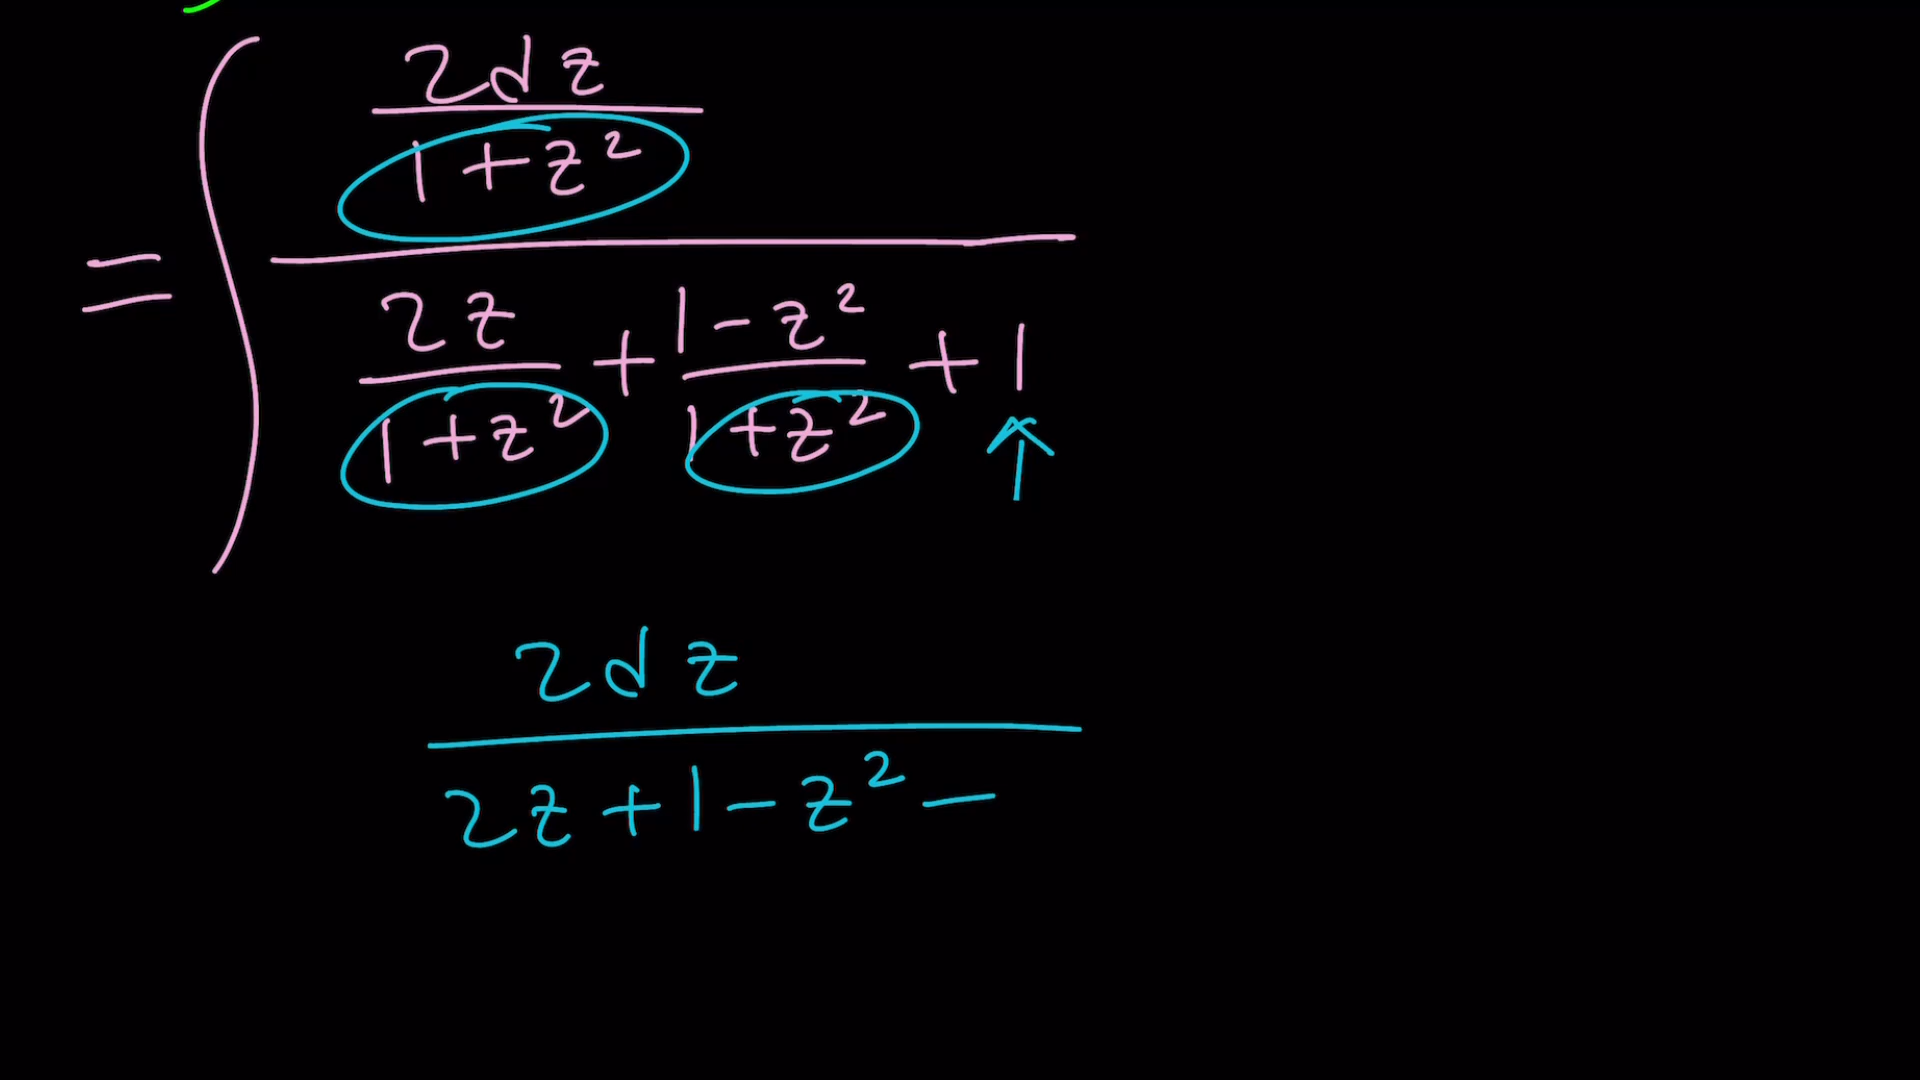 2dz
1+z²
= ∫
2z + 1-z² + 1
1+z² 1+z² ↑
2dz
2z+1-z²-